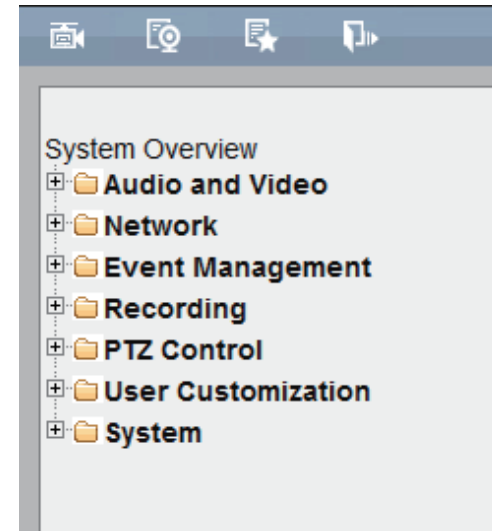 System Overview
Audio and Video
Network
Event Management
Recording
PTZ Control
User Customization
System